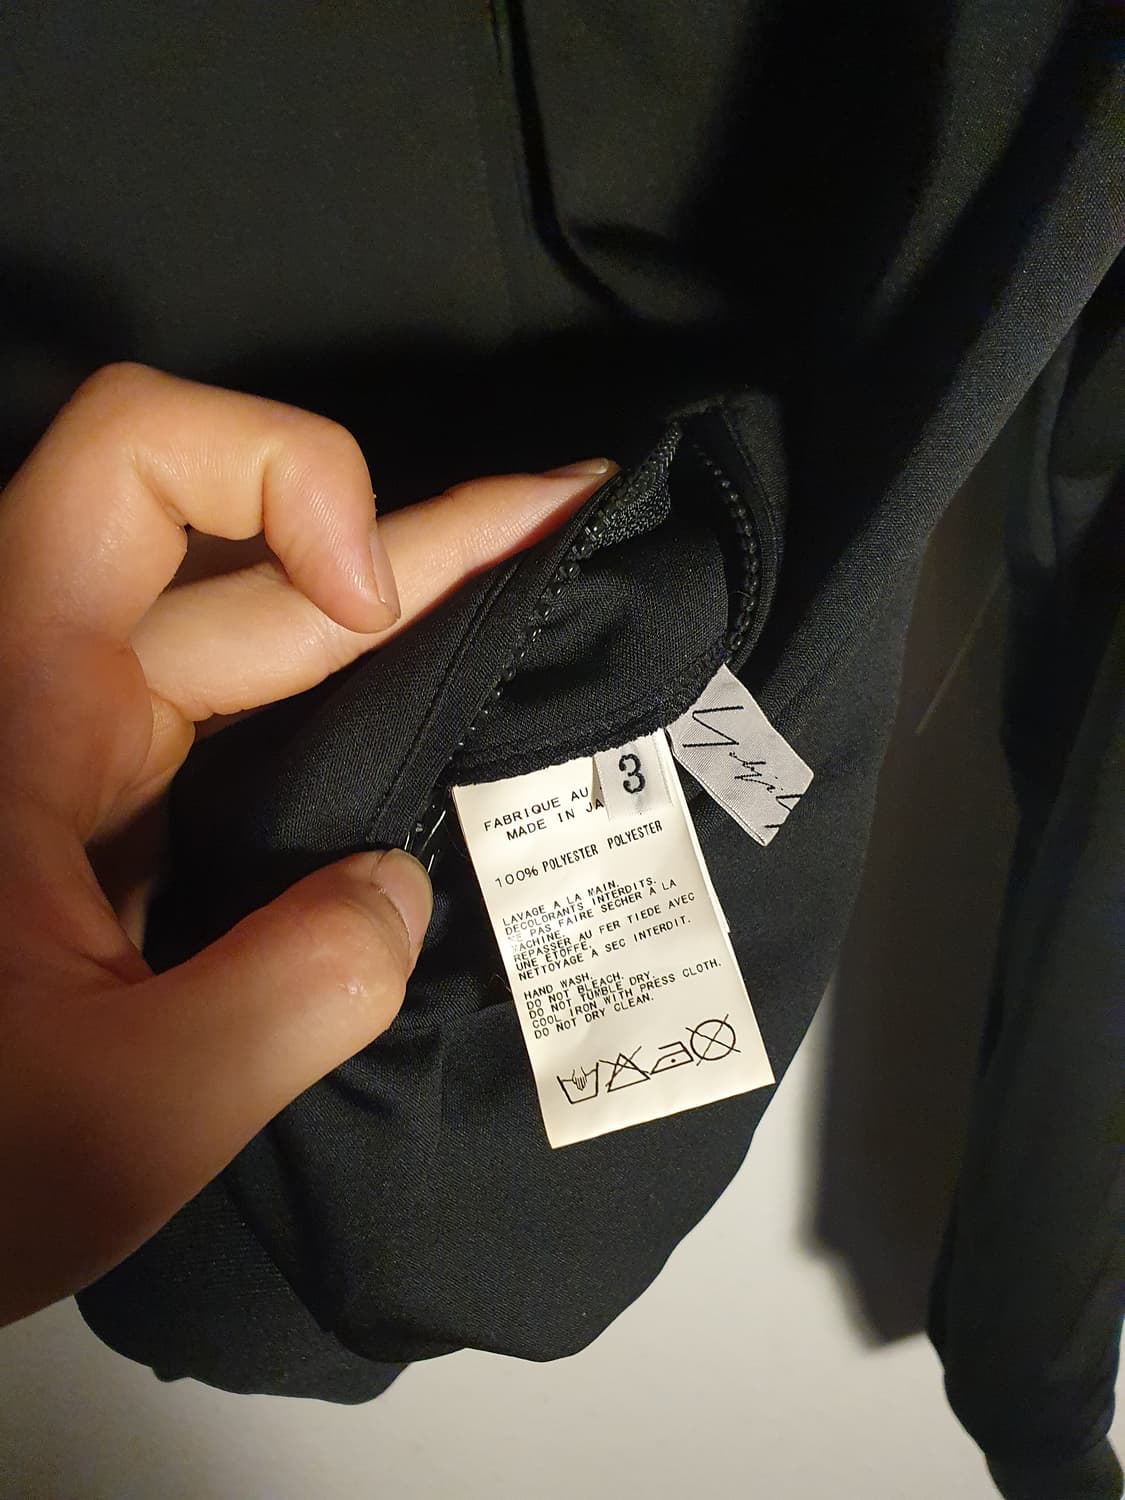 3
FABRIQUE AU
MADE IN JA
100% POLYESTER POLYESTER
LAVAGE A LA MAIN.
DECOLORANTS INTERDITS.
NE PAS FAIRE SECHER A LA
MACHINE.
REPASSER AU FER TIEDE AVEC
UNE ETOFFE.
NETTOYAGE A SEC INTERDIT.
HAND WASH.
DO NOT BLEACH.
DO NOT TUMBLE DRY.
COOL IRON WITH PRESS CLOTH.
DO NOT DRY CLEAN.